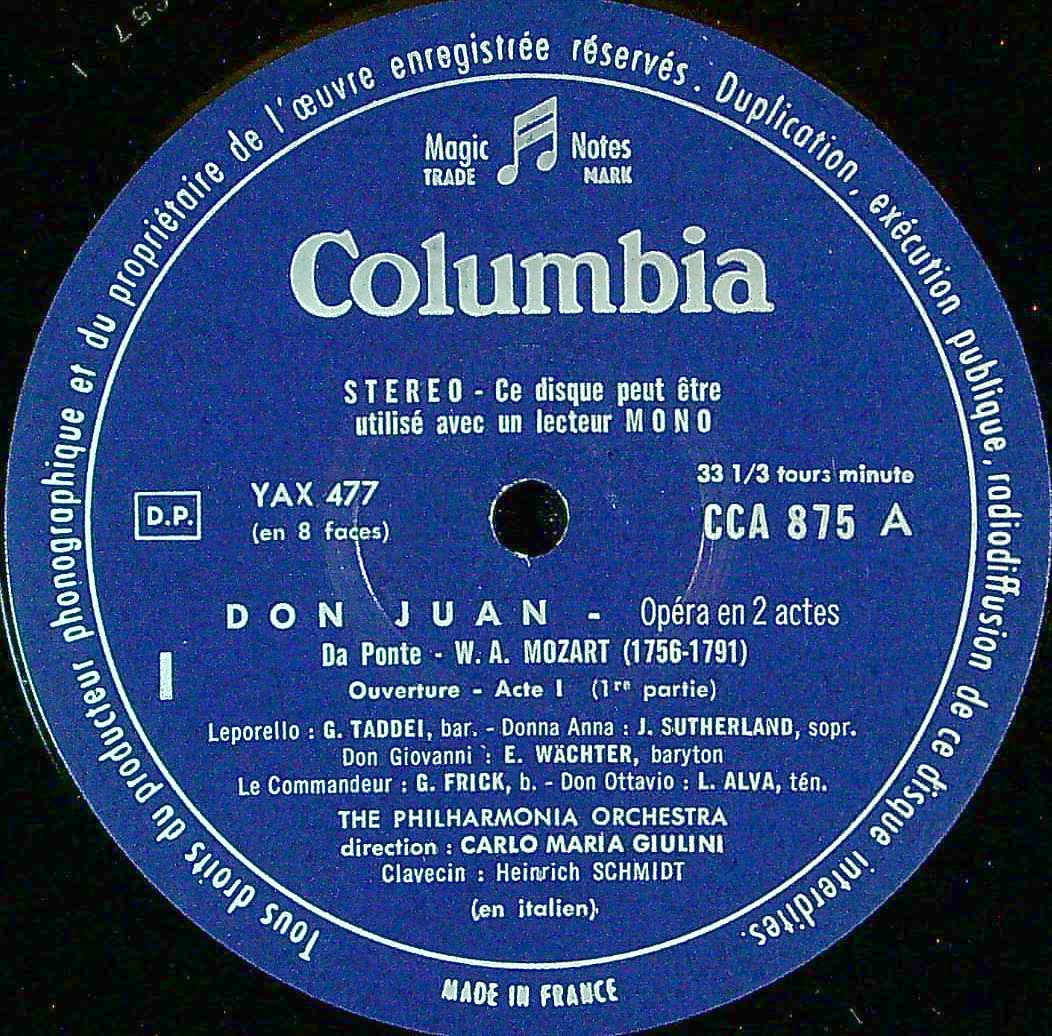 Tous droits du producteur phonographique et du propriétaire de l'œuvre enregistrée réservés. Duplication, exécution publique, radiodiffusion de ce disque interdites.
Magic Notes
TRADE MARK
Columbia
STEREO - Ce disque peut être
utilisé avec un lecteur MONO
33 1/3 tours minute
D.P.
YAX 477
(en 8 faces)
CCA 875 A
DON JUAN - Opéra en 2 actes
Da Ponte - W. A. MOZART (1756-1791)
I
Ouverture - Acte I (1re partie)
Leporello : G. TADDEI, bar. - Donna Anna : J. SUTHERLAND, sopr.
Don Giovanni : E. WÄCHTER, baryton
Le Commandeur : G. FRICK, b. - Don Ottavio : L. ALVA, tén.
THE PHILHARMONIA ORCHESTRA
direction : CARLO MARIA GIULINI
Clavecin : Heinrich SCHMIDT
(en italien)
MADE IN FRANCE